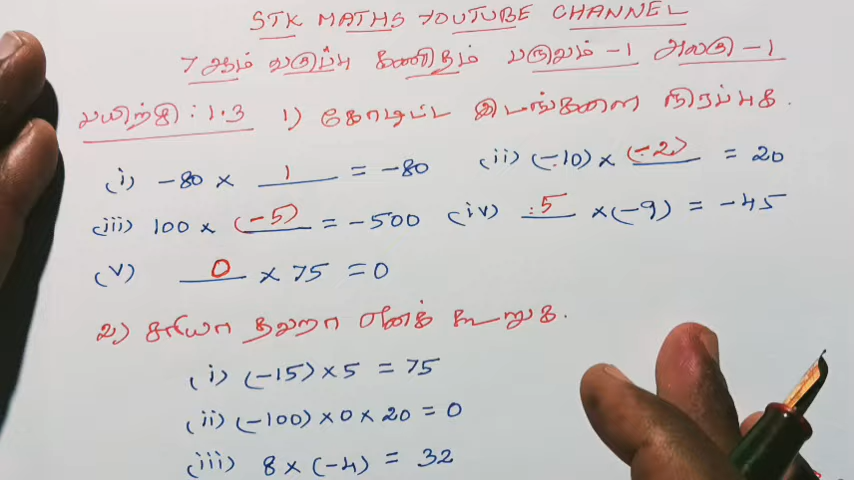 STK MATHS YOUTUBE CHANNEL
7 ஆம் வகுப்பு கணிதம் பருவம் -1 அலகு -1
பயிற்சி : 1.3 1) கோடிட்ட இடங்களை நிரப்புக.
(i) -80 × 1 = -80 (ii) (-10) × (-2) = 20
(iii) 100 × (-5) = -500 (iv) 5 × (-9) = -45
(v) 0 × 75 = 0
2) சரியா தவறா எனக் கூறுக.
(i) (-15) × 5 = 75
(ii) (-100) × 0 × 20 = 0
(iii) 8 × (-4) = 32